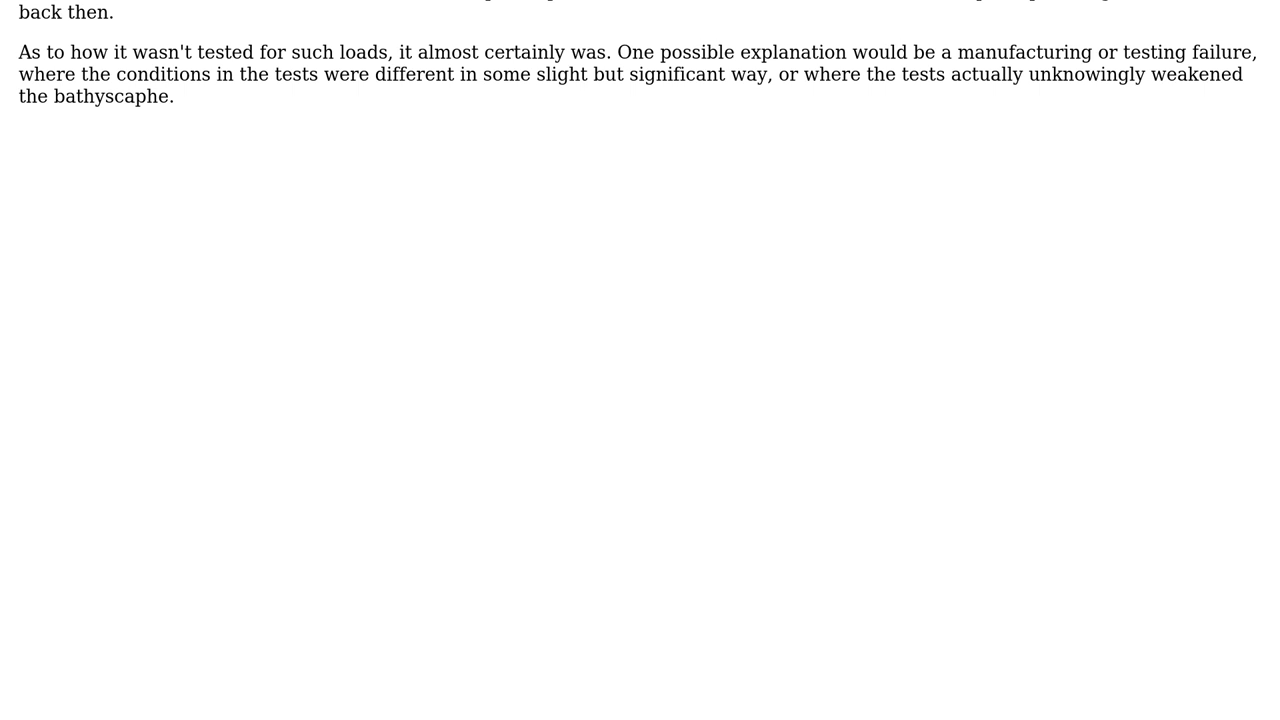 back then.
As to how it wasn't tested for such loads, it almost certainly was. One possible explanation would be a manufacturing or testing failure,
where the conditions in the tests were different in some slight but significant way, or where the tests actually unknowingly weakened
the bathyscaphe.